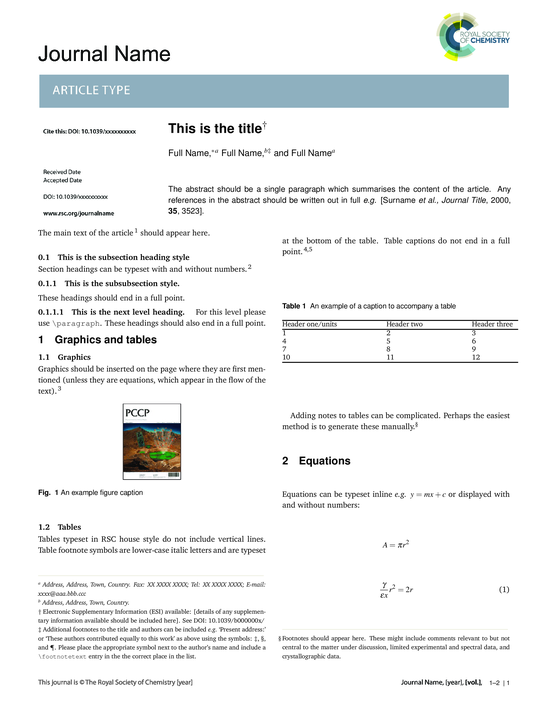 ROYAL SOCIETY
OF CHEMISTRY
Journal Name
ARTICLE TYPE
Cite this: DOI: 10.1039/xxxxxxxxxx
This is the title†
Full Name,*a Full Name,b‡ and Full Namea
Received Date
Accepted Date
DOI: 10.1039/xxxxxxxxxx
www.rsc.org/journalname
The abstract should be a single paragraph which summarises the content of the article. Any
references in the abstract should be written out in full e.g. [Surname et al., Journal Title, 2000,
35, 3523].
The main text of the article1 should appear here.
0.1 This is the subsection heading style
Section headings can be typeset with and without numbers.2
0.1.1 This is the subsubsection style.
These headings should end in a full point.
0.1.1.1 This is the next level heading. For this level please
use \paragraph. These headings should also end in a full point.
1 Graphics and tables
1.1 Graphics
Graphics should be inserted on the page where they are first men-
tioned (unless they are equations, which appear in the flow of the
text).3
PCCP
Fig. 1 An example figure caption
1.2 Tables
Tables typeset in RSC house style do not include vertical lines.
Table footnote symbols are lower-case italic letters and are typeset
a Address, Address, Town, Country. Fax: XX XXXX XXXX; Tel: XX XXXX XXXX; E-mail:
xxxx@aaa.bbb.ccc
b Address, Address, Town, Country.
† Electronic Supplementary Information (ESI) available: [details of any supplemen-
tary information available should be included here]. See DOI: 10.1039/b000000x/
‡ Additional footnotes to the title and authors can be included e.g. 'Present address:'
or 'These authors contributed equally to this work' as above using the symbols: ‡, §,
and ¶. Please place the appropriate symbol next to the author's name and include a
\footnotetext entry in the the correct place in the list.
at the bottom of the table. Table captions do not end in a full
point.4,5
Table 1 An example of a caption to accompany a table
Header one/units Header two Header three
1 2 3
4 5 6
7 8 9
10 11 12
Adding notes to tables can be complicated. Perhaps the easiest
method is to generate these manually.§
2 Equations
Equations can be typeset inline e.g. y = mx + c or displayed with
and without numbers:
A = πr2
γ/εx r2 = 2r (1)
§ Footnotes should appear here. These might include comments relevant to but not
central to the matter under discussion, limited experimental and spectral data, and
crystallographic data.
This journal is © The Royal Society of Chemistry [year]
Journal Name, [year], [vol.], 1–2 | 1